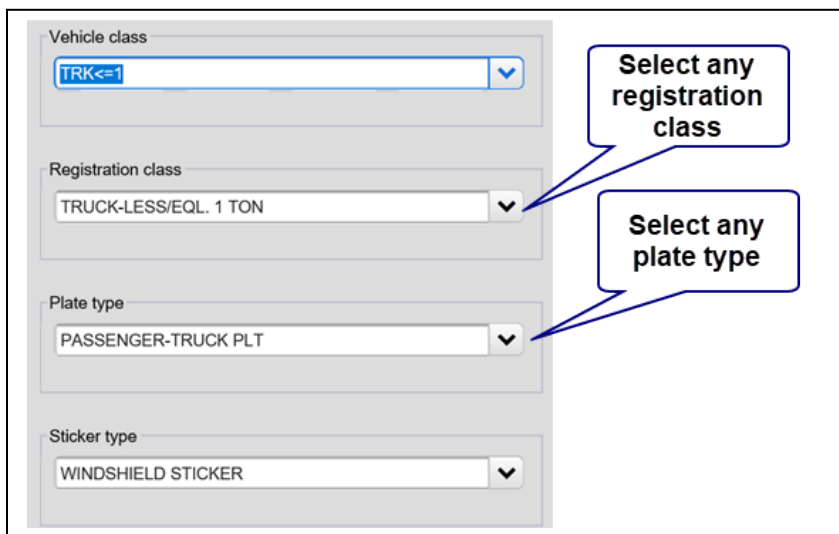 Vehicle class
TRK<=1
Select any
registration
class
Registration class
TRUCK-LESS/EQL. 1 TON
Select any
plate type
Plate type
PASSENGER-TRUCK PLT
Sticker type
WINDSHIELD STICKER